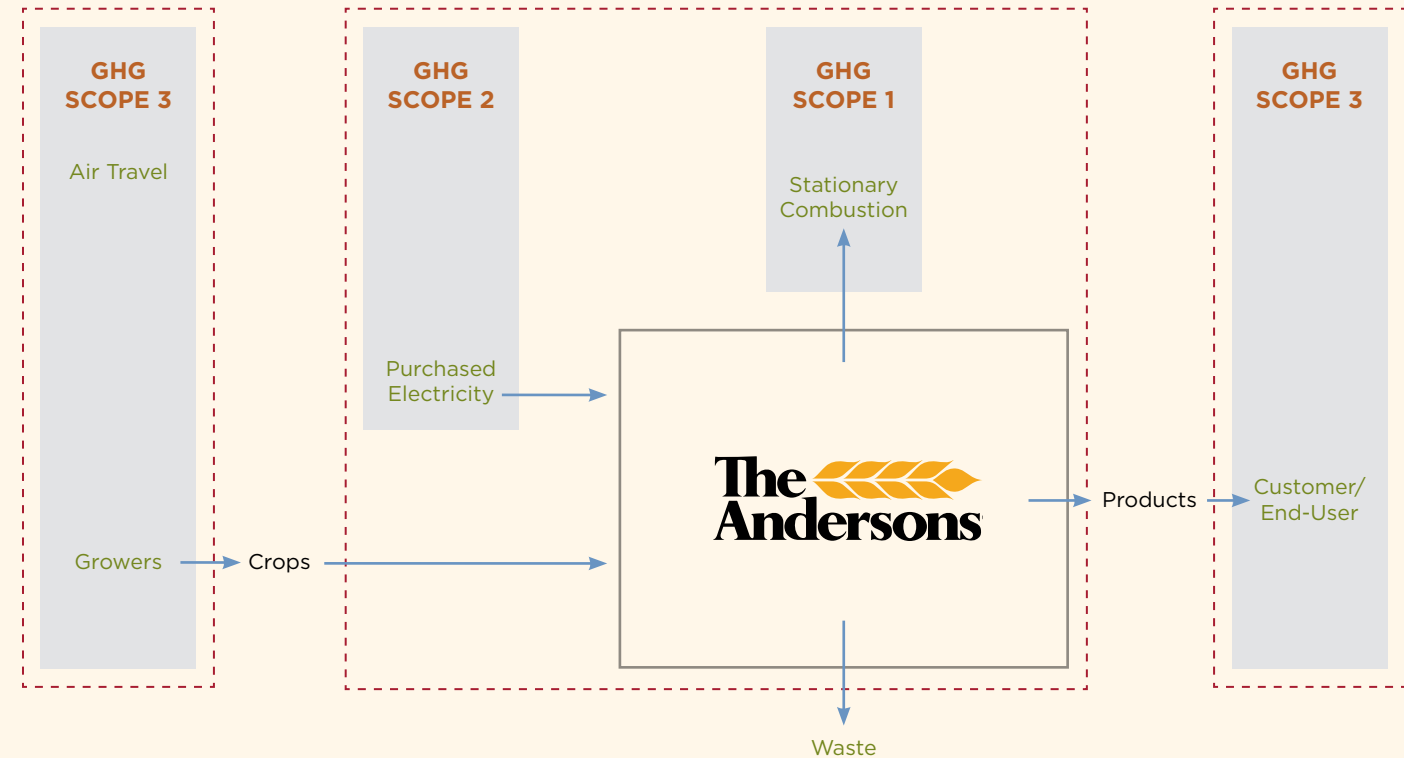 GHG
SCOPE 3
Air Travel
Growers
Crops
GHG
SCOPE 2
Purchased
Electricity
GHG
SCOPE 1
Stationary
Combustion
The
Andersons
Waste
Products
GHG
SCOPE 3
Customer/
End-User